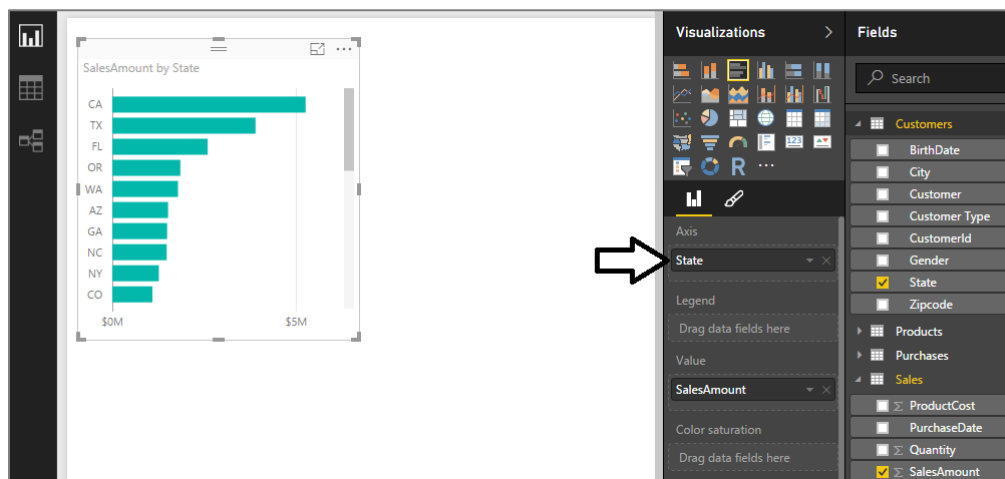 Visualizations
Fields
SalesAmount by State
CA
TX
FL
OR
WA
AZ
GA
NC
NY
CO
$0M $5M
R
123
Axis
State
Legend
Drag data fields here
Value
SalesAmount
Color saturation
Drag data fields here
Search
Customers
BirthDate
City
Customer
Customer Type
CustomerId
Gender
State
Zipcode
Products
Purchases
Sales
Σ ProductCost
PurchaseDate
Σ Quantity
Σ SalesAmount